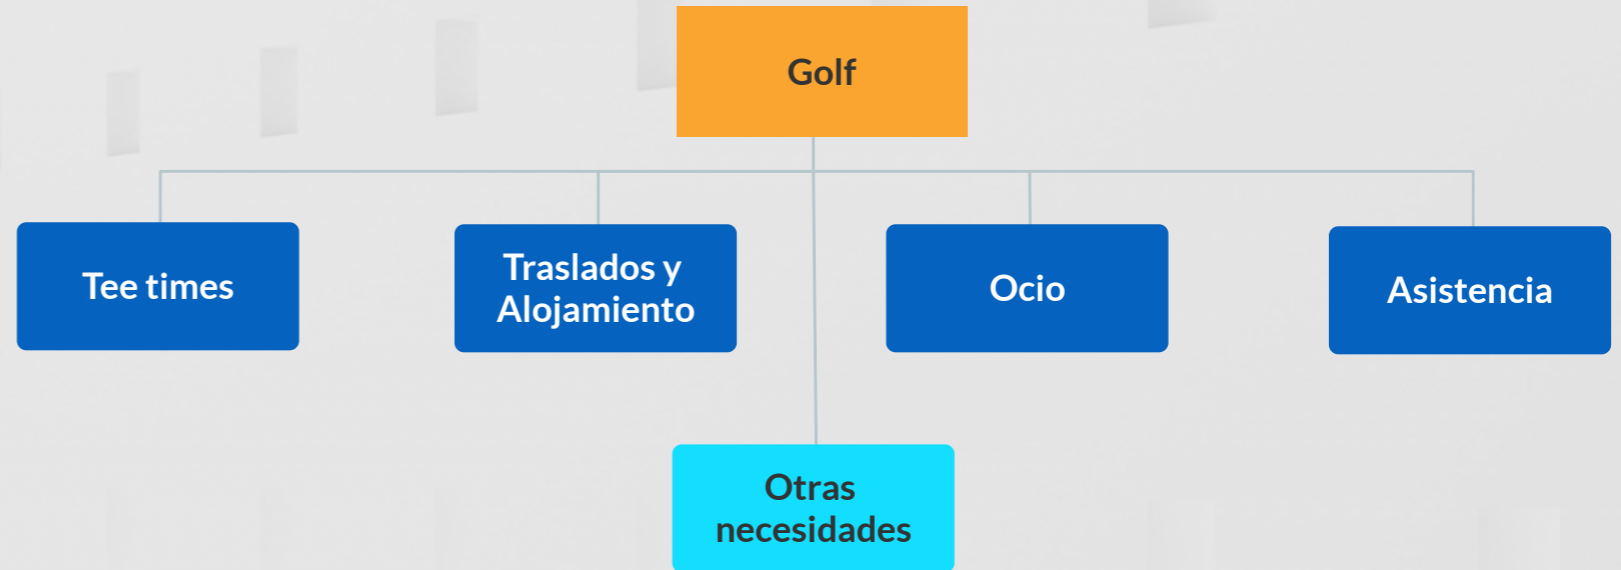 Golf
Tee times
Traslados y
Alojamiento
Ocio
Asistencia
Otras
necesidades